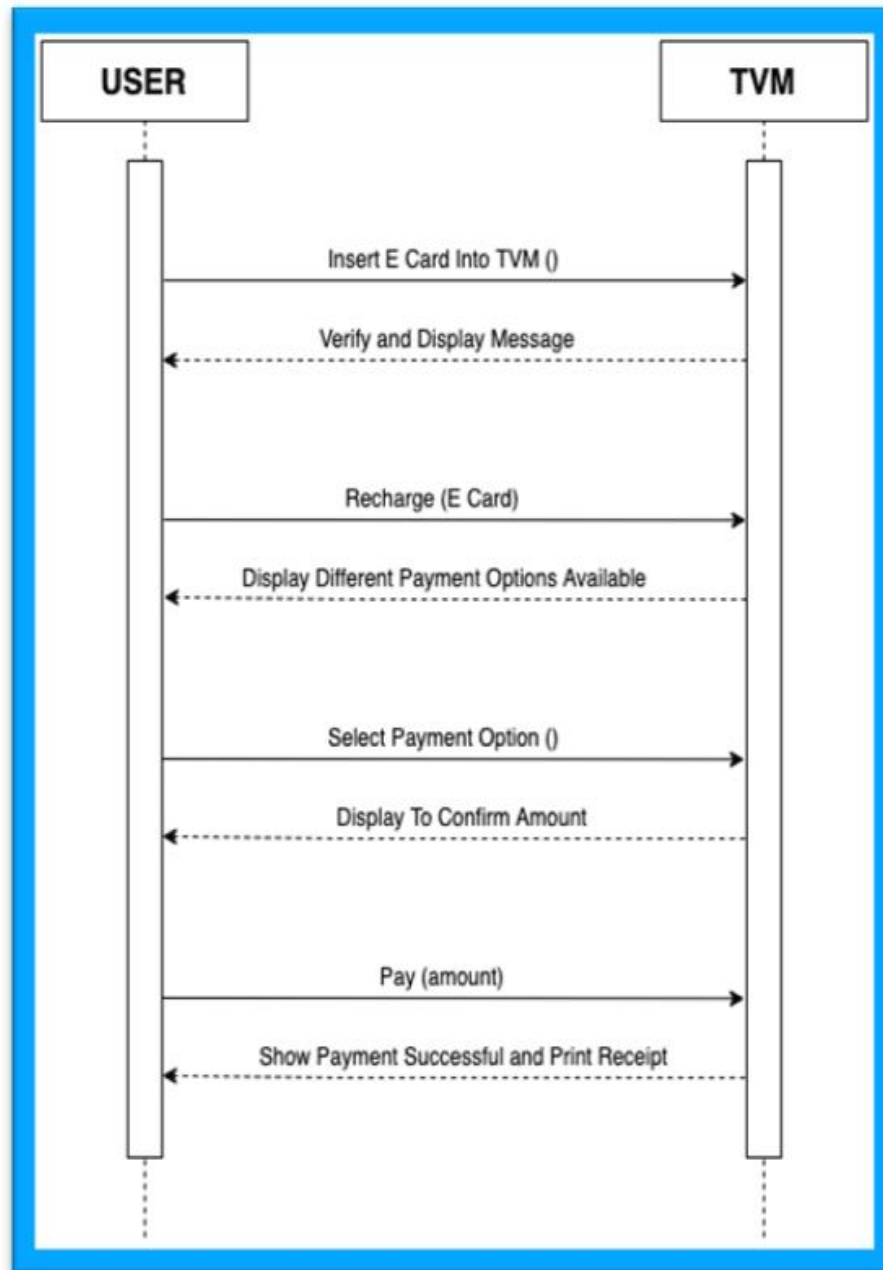 USER
TVM
Insert E Card Into TVM ()
Verify and Display Message
Recharge (E Card)
Display Different Payment Options Available
Select Payment Option ()
Display To Confirm Amount
Pay (amount)
Show Payment Successful and Print Receipt